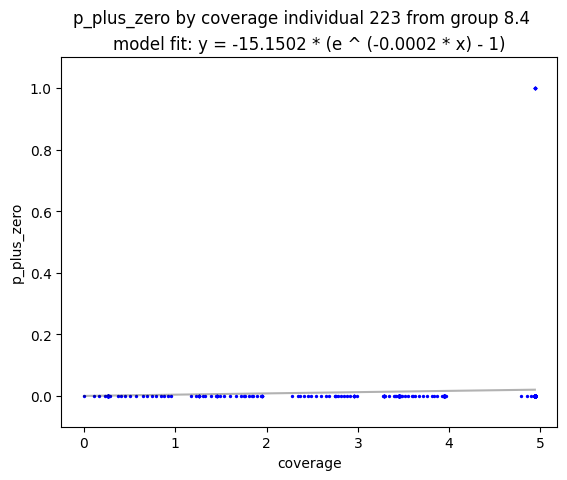 p_plus_zero by coverage individual 223 from group 8.4
model fit: y = -15.1502 * (e ^ (-0.0002 * x) - 1)
1.0
0.8
0.6
0.4
0.2
0.0
p_plus_zero
0 1 2 3 4 5
coverage